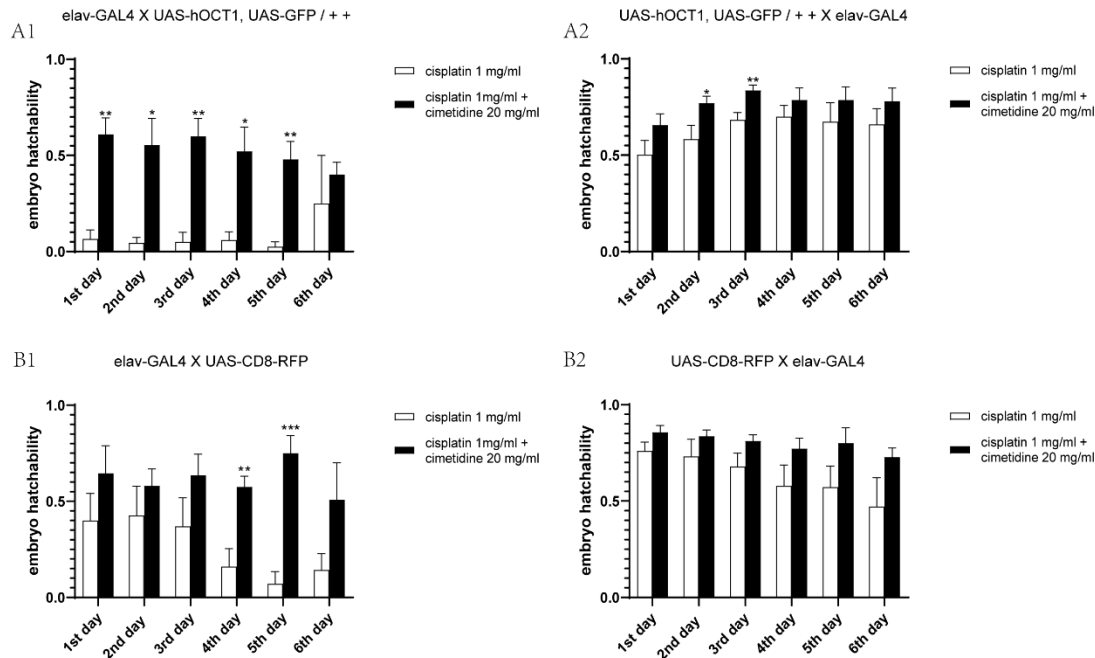 elav-GAL4 X UAS-hOCT1, UAS-GFP / + +
A1
embryo hatchability
1.0
0.5
0.0
** * ** * **
1st day
2nd day
3rd day
4th day
5th day
6th day
cisplatin 1 mg/ml
cisplatin 1mg/ml +
cimetidine 20 mg/ml
UAS-hOCT1, UAS-GFP / + + X elav-GAL4
A2
embryo hatchability
1.0
0.5
0.0
* **
1st day
2nd day
3rd day
4th day
5th day
6th day
cisplatin 1 mg/ml
cisplatin 1 mg/ml +
cimetidine 20 mg/ml
B1
elav-GAL4 X UAS-CD8-RFP
embryo hatchability
1.0
0.5
0.0
** ***
1st day
2nd day
3rd day
4th day
5th day
6th day
cisplatin 1 mg/ml
cisplatin 1mg/ml +
cimetidine 20 mg/ml
B2
UAS-CD8-RFP X elav-GAL4
embryo hatchability
1.0
0.5
0.0
1st day
2nd day
3rd day
4th day
5th day
6th day
cisplatin 1 mg/ml
cisplatin 1 mg/ml +
cimetidine 20 mg/ml